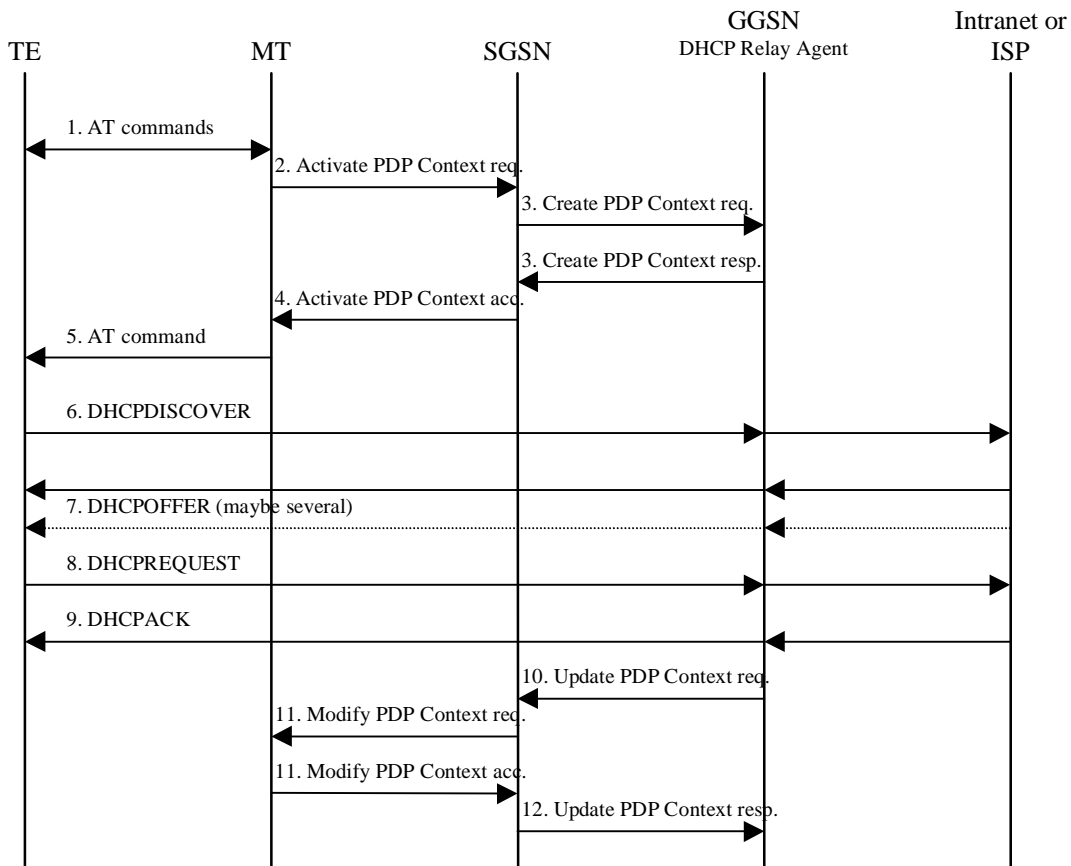 GGSN
Intranet or
TE
MT
SGSN
DHCP Relay Agent
ISP
1. AT commands
2. Activate PDP Context req.
3. Create PDP Context req.
3. Create PDP Context resp.
4. Activate PDP Context acc.
5. AT command
6. DHCPDISCOVER
7. DHCPOFFER (maybe several)
8. DHCPREQUEST
9. DHCPACK
10. Update PDP Context req.
11. Modify PDP Context req.
11. Modify PDP Context acc.
12. Update PDP Context resp.